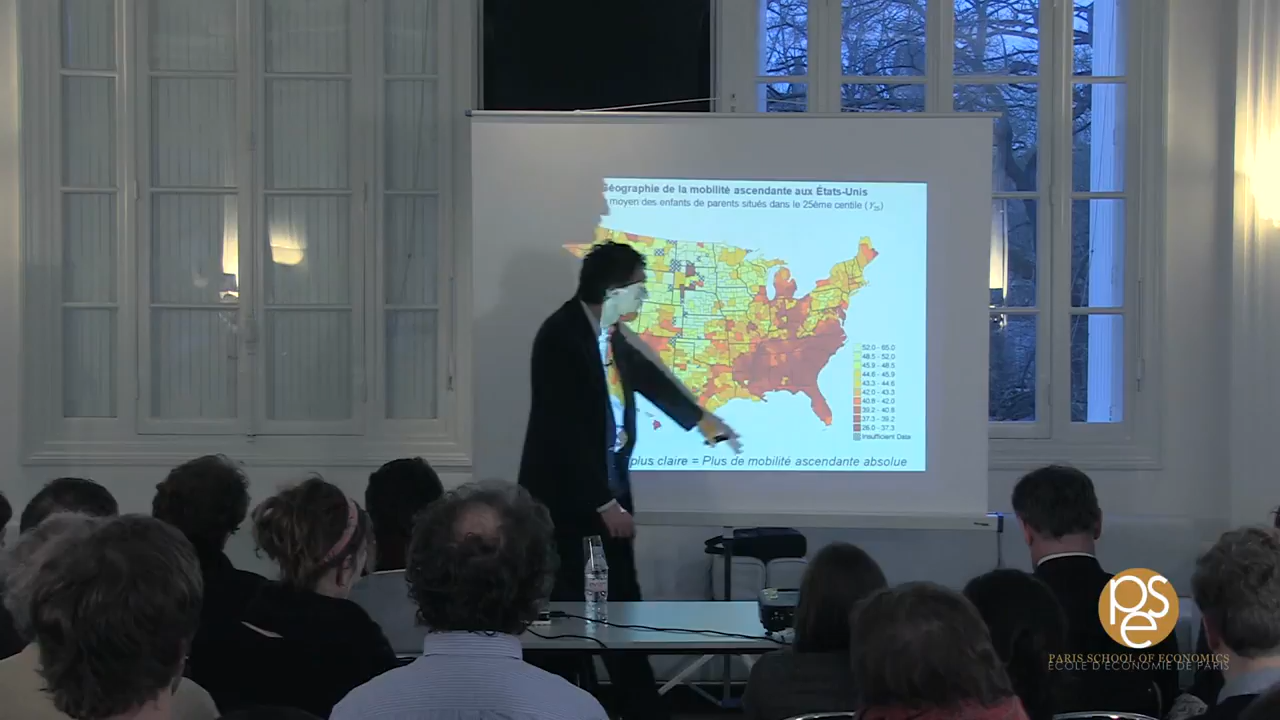 Géographie de la mobilité ascendante aux États-Unis
moyen des enfants de parents situés dans le 25ème centile (Y25)
52.0 - 65.0
48.5 - 52.0
45.9 - 48.5
44.6 - 45.9
43.3 - 44.6
42.0 - 43.3
40.8 - 42.0
39.2 - 40.8
37.3 - 39.2
26.0 - 37.3
Insufficient Data
plus claire = Plus de mobilité ascendante absolue
pse
PARIS SCHOOL OF ECONOMICS
ÉCOLE D'ÉCONOMIE DE PARIS